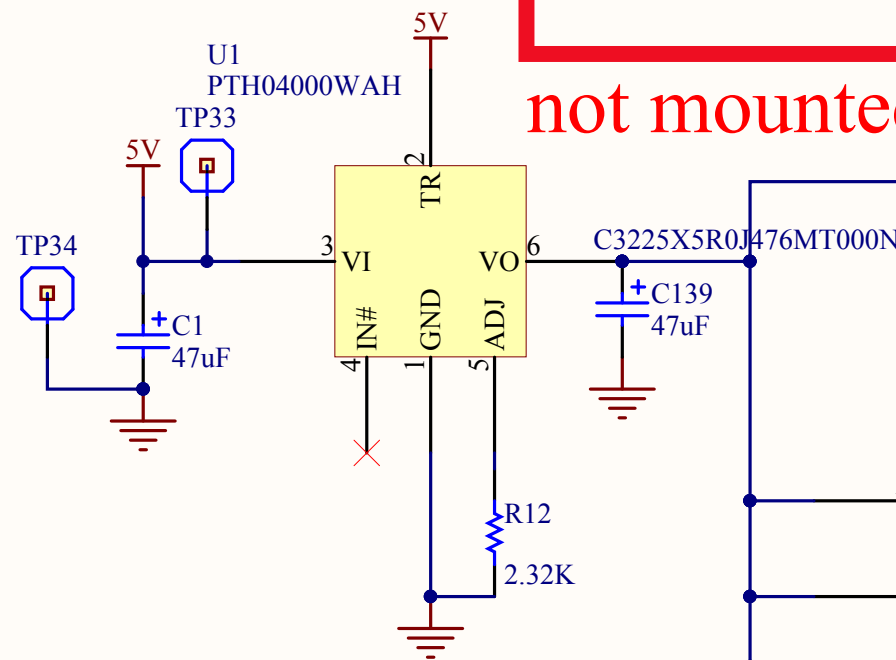 5V
U1
PTH04000WAH
not mounted
TP33
5V
2
TR
TP34
3
VI
VO
6
C3225X5R0J476MT000N
C1
47uF
IN#
GND
ADJ
C139
47uF
4
1
5
R12
2.32K